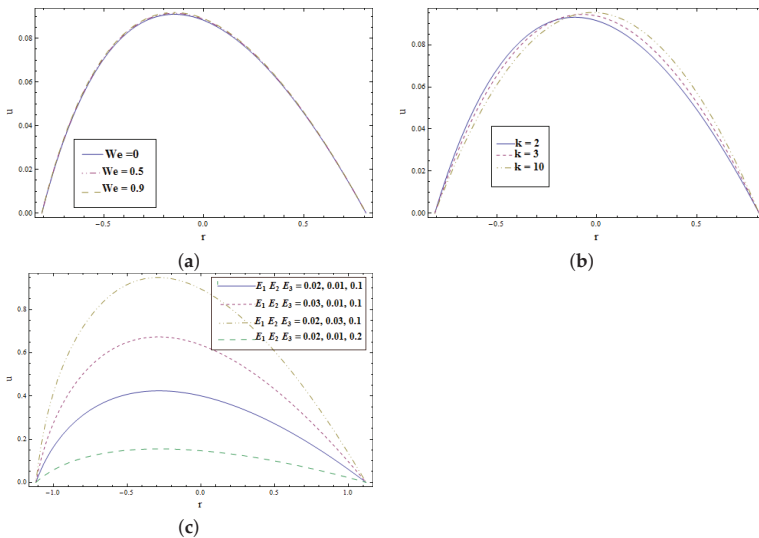 0.08
0.06
0.04
0.02
0.00
u
−0.5
0.0
0.5
r
We =0
We = 0.5
We = 0.9
(a)
0.08
0.06
0.04
0.02
0.00
u
−0.5
0.0
0.5
r
k = 2
k = 3
k = 10
(b)
0.8
0.6
0.4
0.2
0.0
u
−1.0
−0.5
0.0
0.5
1.0
r
E₁ E₂ E₃ = 0.02, 0.01, 0.1
E₁ E₂ E₃ = 0.03, 0.01, 0.1
E₁ E₂ E₃ = 0.02, 0.03, 0.1
E₁ E₂ E₃ = 0.02, 0.01, 0.2
(c)